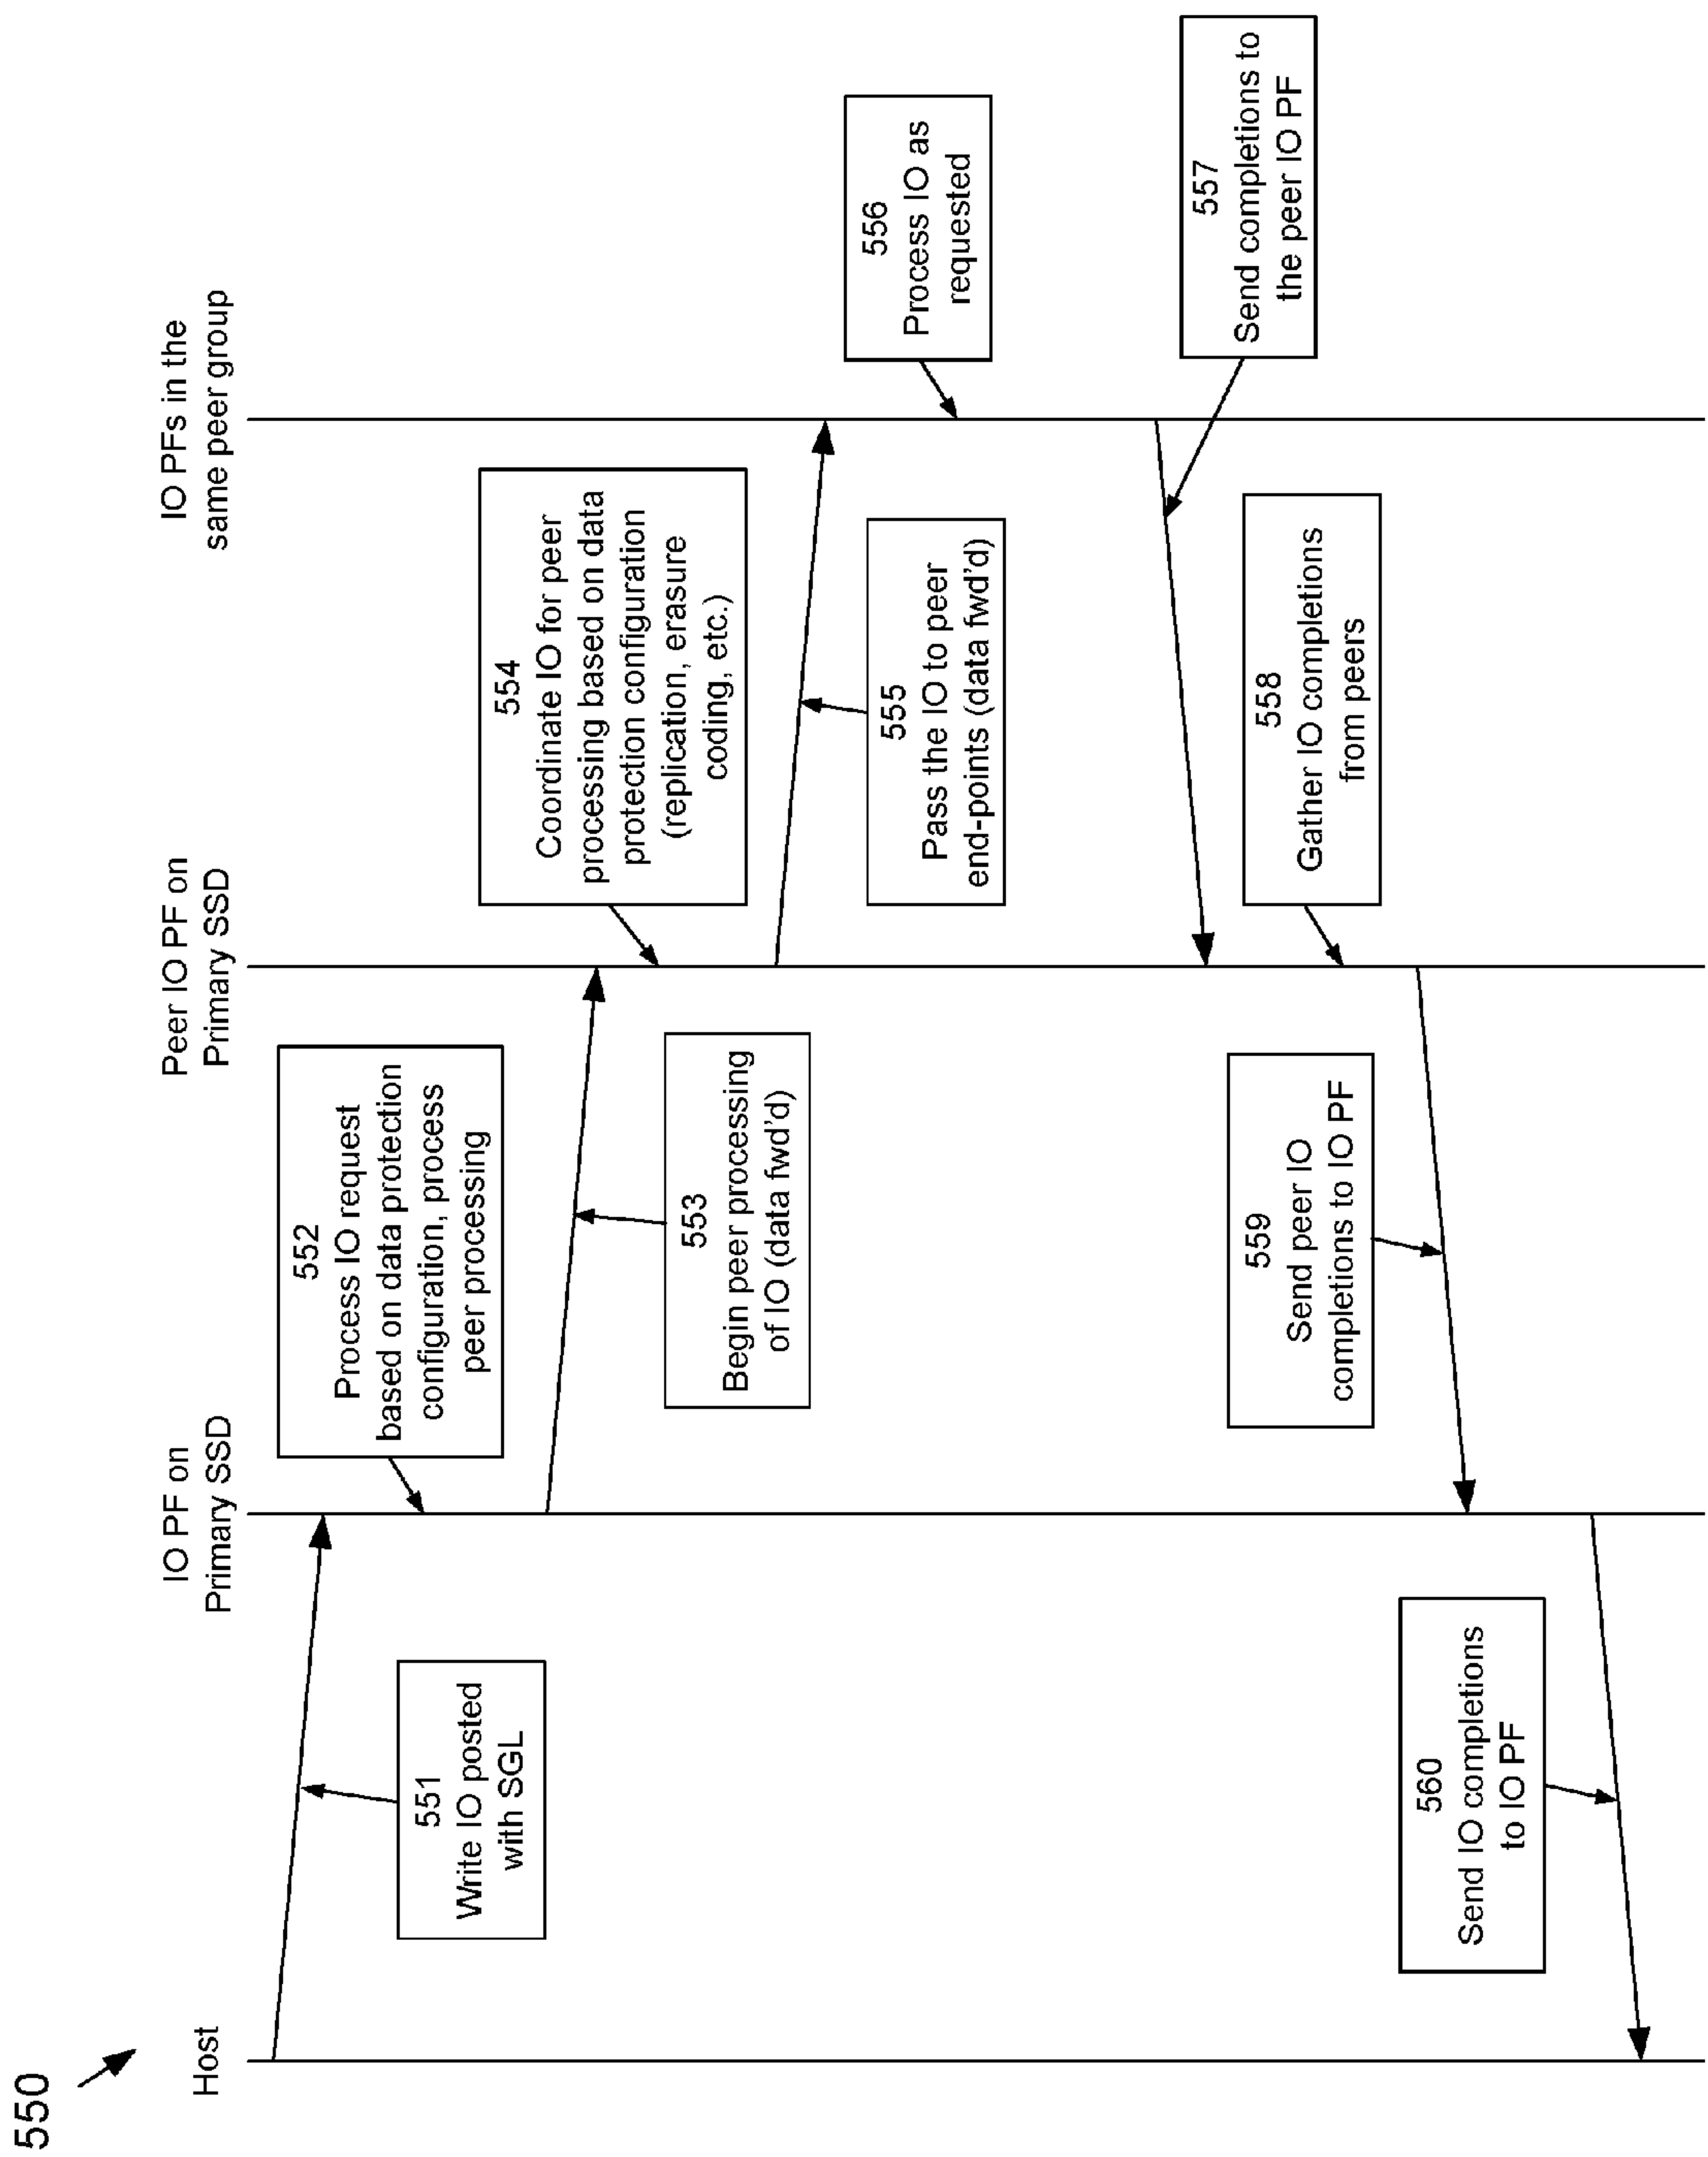 550
Host
IO PF on
Primary SSD
Peer IO PF on
Primary SSD
IO PFs in the
same peer group
551
Write IO posted
with SGL
552
Process IO request
based on data protection
configuration, process
peer processing
553
Begin peer processing
of IO (data fwd'd)
554
Coordinate IO for peer
processing based on data
protection configuration
(replication, erasure
coding, etc.)
555
Pass the IO to peer
end-points (data fwd'd)
556
Process IO as
requested
557
Send completions to
the peer IO PF
558
Gather IO completions
from peers
559
Send peer IO
completions to IO PF
560
Send IO completions
to IO PF